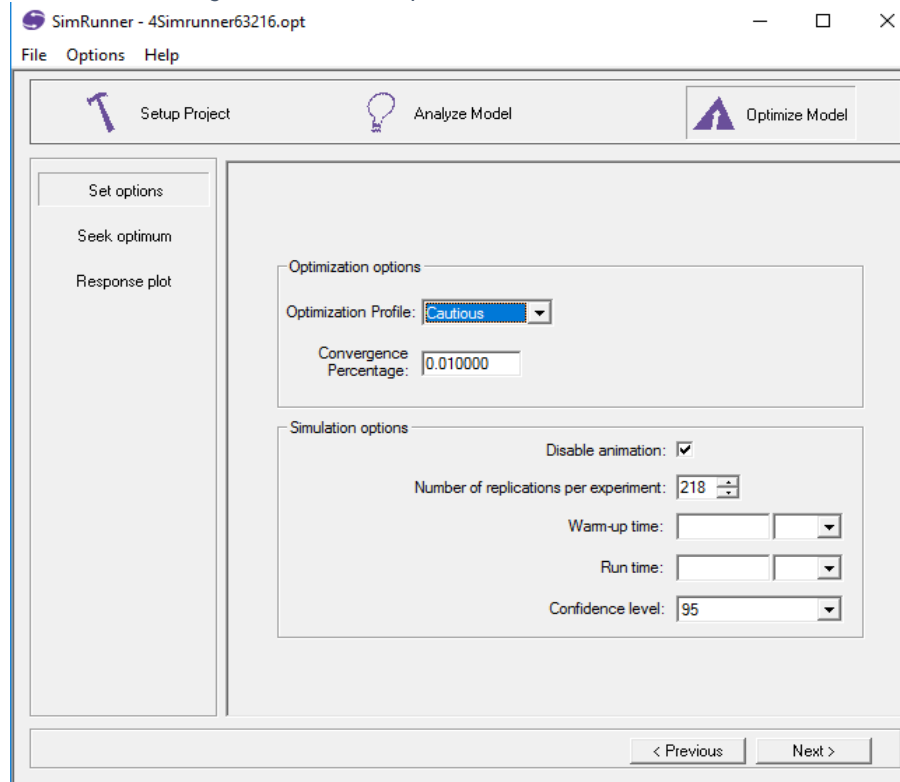 SimRunner - 4Simrunner63216.opt
File Options Help
Setup Project Analyze Model Optimize Model
Set options
Seek optimum
Response plot
Optimization options
Optimization Profile: Cautious
Convergence
Percentage: 0.010000
Simulation options
Disable animation:
Number of replications per experiment: 218
Warm-up time:
Run time:
Confidence level: 95
< Previous Next >